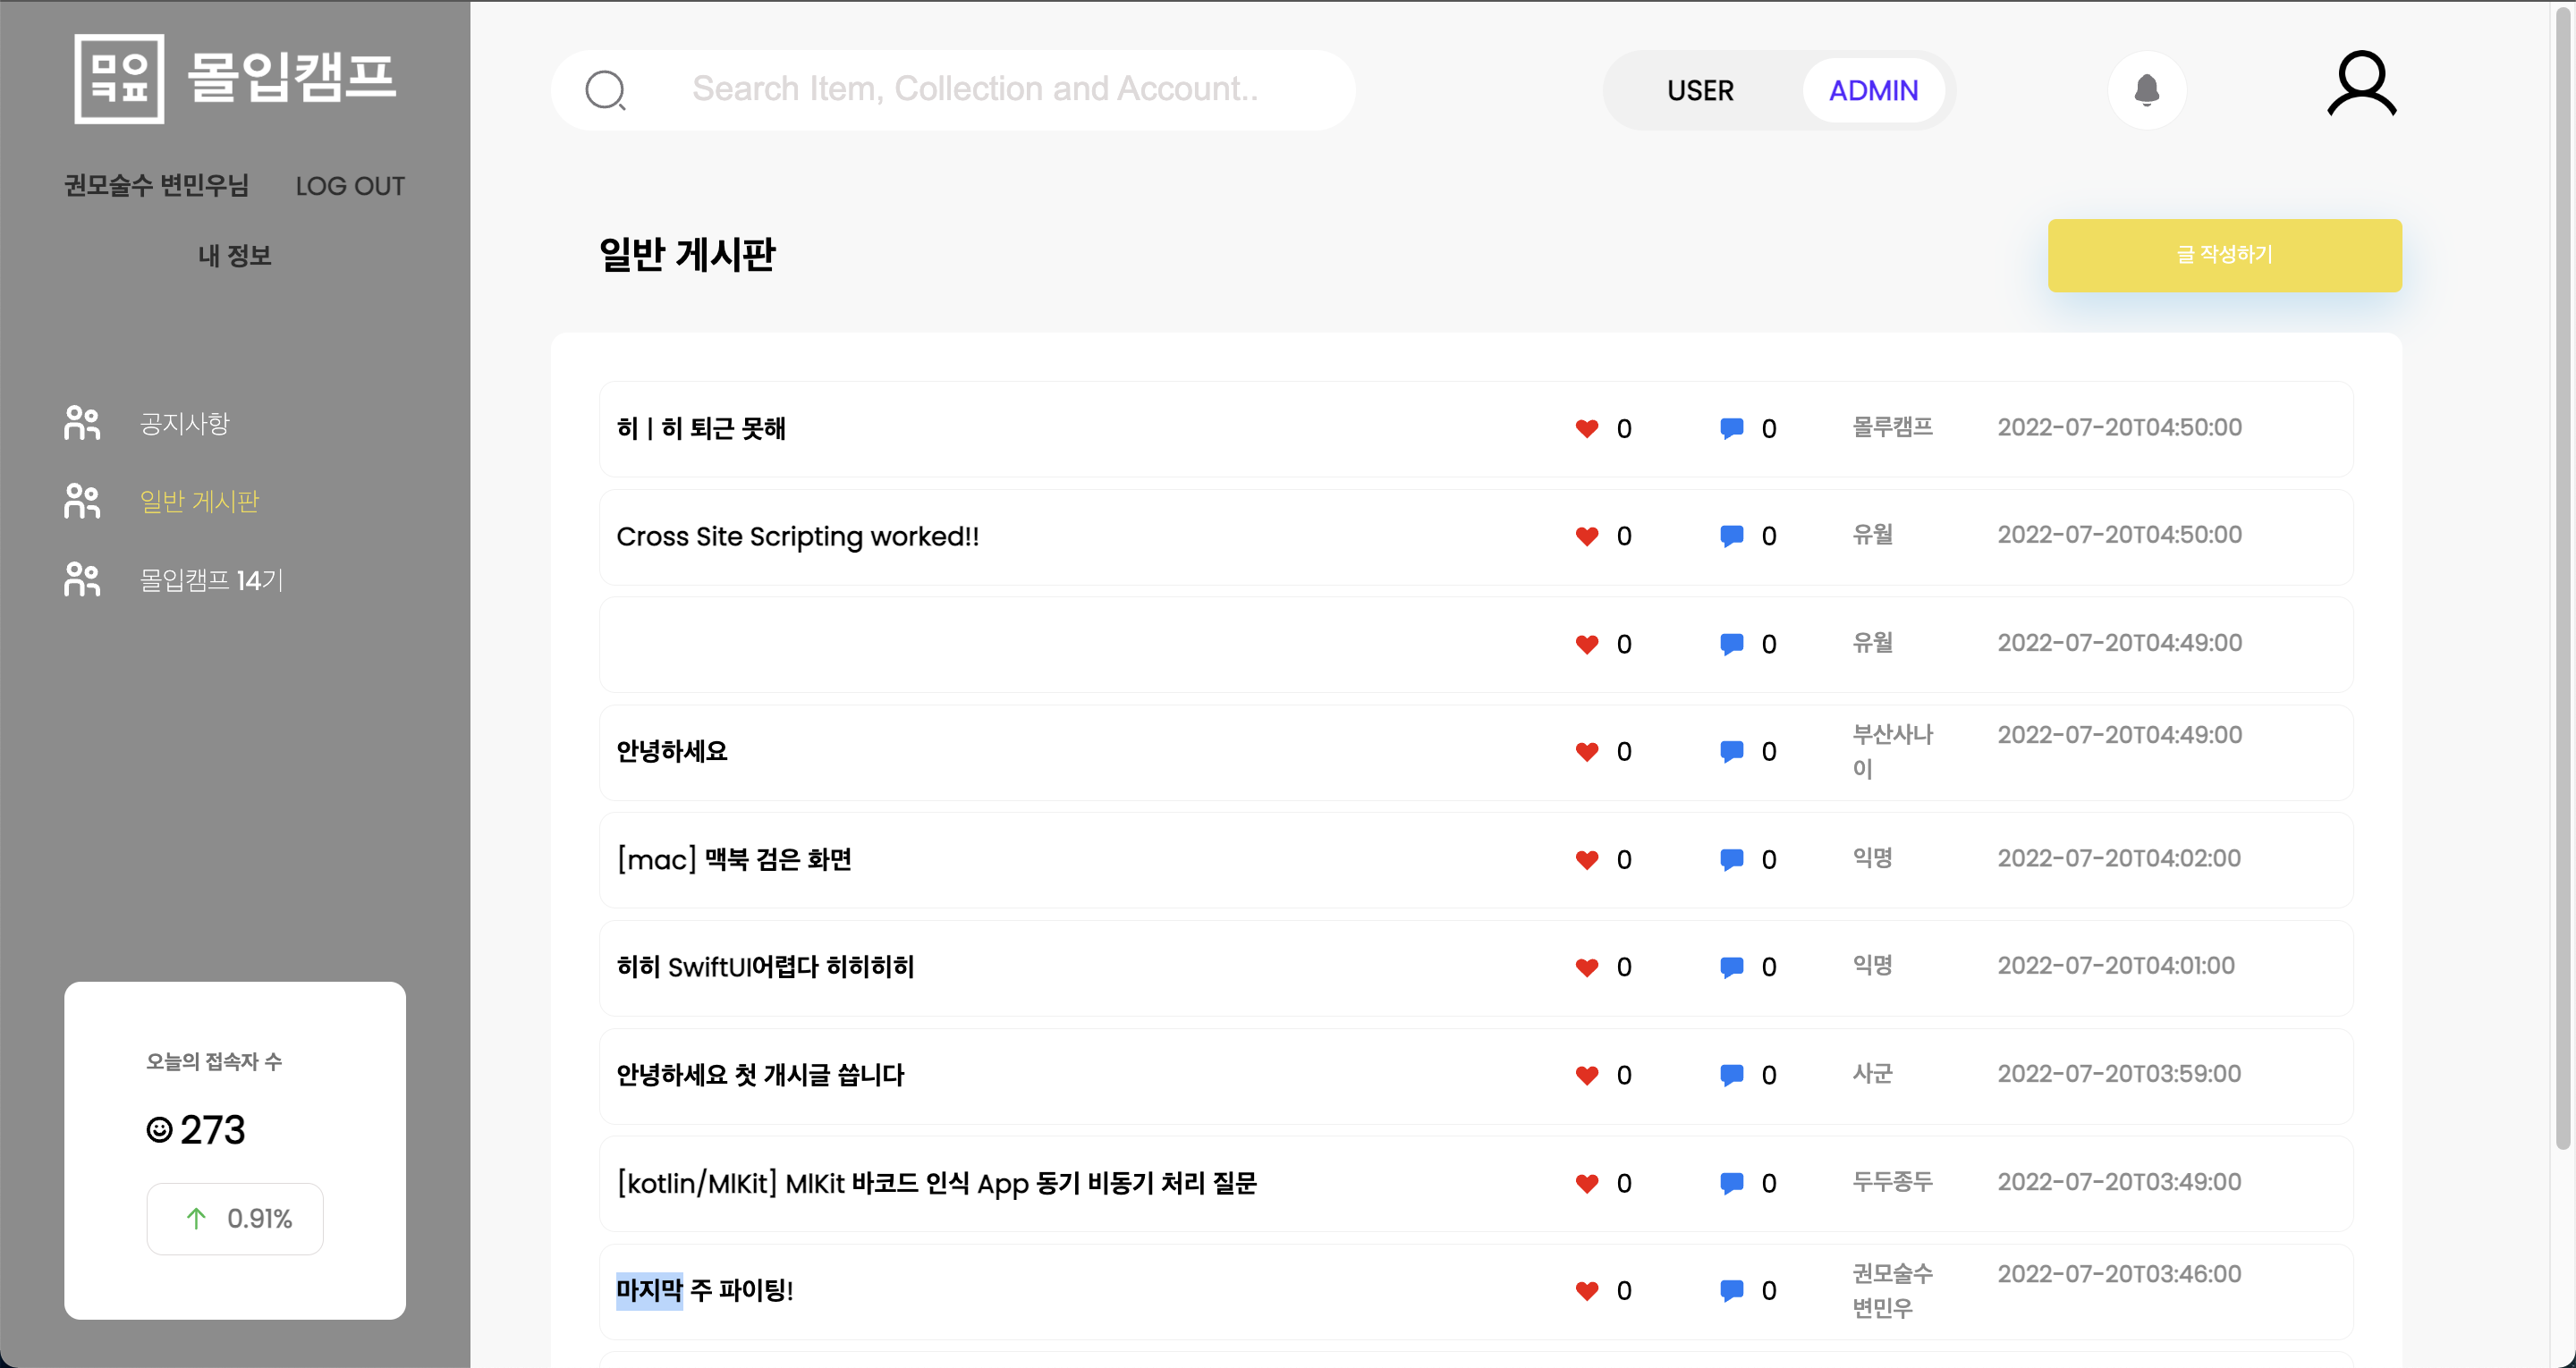 ㅁㅇ
ㅋㅍ
몰입캠프
권모술수 변민우님 LOG OUT
내 정보
공지사항
일반 게시판
몰입캠프 14기
오늘의 접속자 수
273
0.91%
Search Item, Collection and Account..
USER ADMIN
일반 게시판
글 작성하기
히ㅣ히 퇴근 못해 0 0 몰루캠프 2022-07-20T04:50:00
Cross Site Scripting worked!! 0 0 유월 2022-07-20T04:50:00
0 0 유월 2022-07-20T04:49:00
안녕하세요 0 0 부산사나이 2022-07-20T04:49:00
[mac] 맥북 검은 화면 0 0 익명 2022-07-20T04:02:00
히히 SwiftUI어렵다 히히히히 0 0 익명 2022-07-20T04:01:00
안녕하세요 첫 개시글 씁니다 0 0 사군 2022-07-20T03:59:00
[kotlin/MlKit] MlKit 바코드 인식 App 동기 비동기 처리 질문 0 0 두두종두 2022-07-20T03:49:00
마지막 주 파이팅! 0 0 권모술수 변민우 2022-07-20T03:46:00